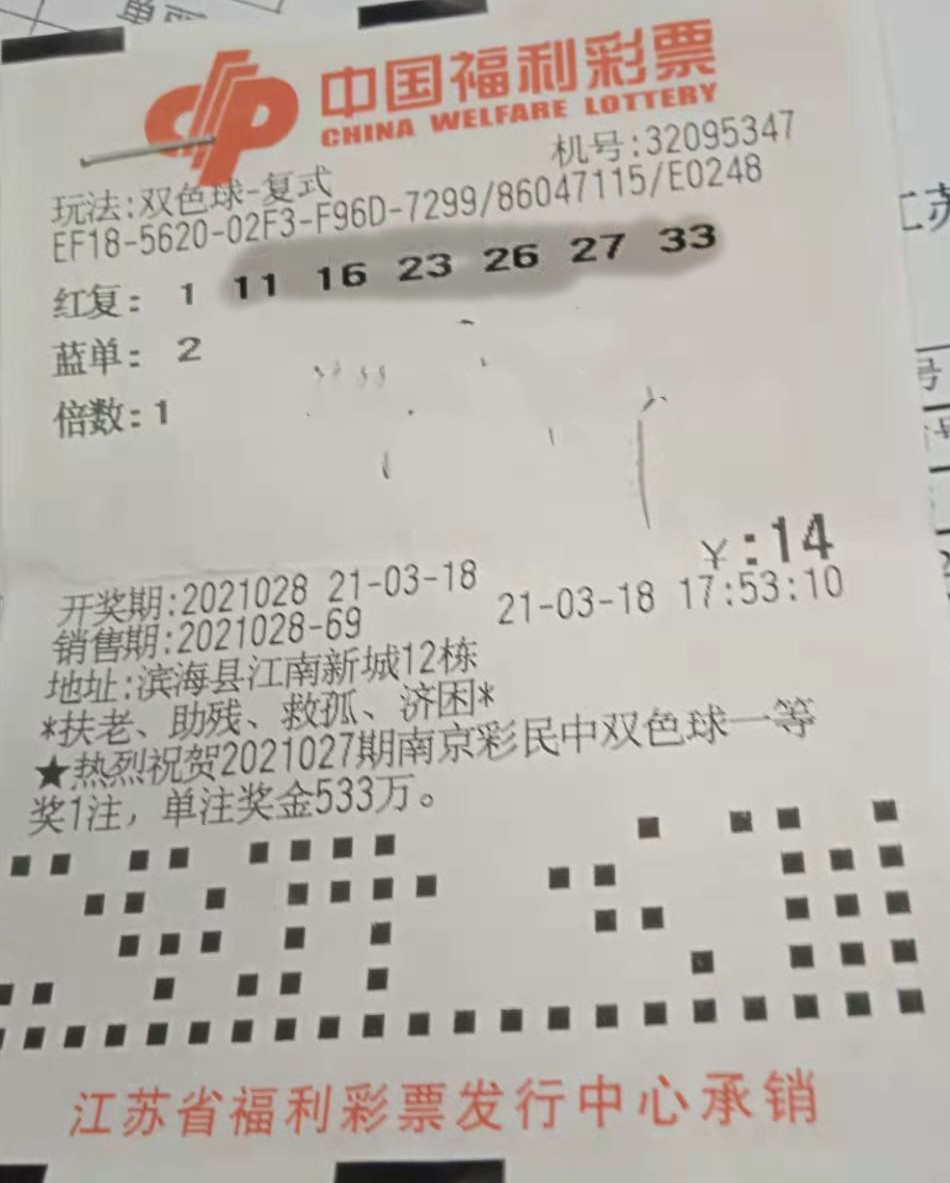 中国福利彩票
CHINA WELFARE LOTTERY
机号:32095347
玩法:双色球-复式
EF18-5620-02F3-F96D-7299/86047115/E0248
红复: 1 11 16 23 26 27 33
蓝单: 2
倍数:1
¥:14
开奖期:2021028 21-03-18
销售期:2021028-69 21-03-18 17:53:10
地址:滨海县江南新城12栋
*扶老、助残、救孤、济困*
★热烈祝贺2021027期南京彩民中双色球一等
奖1注，单注奖金533万。
江苏省福利彩票发行中心承销